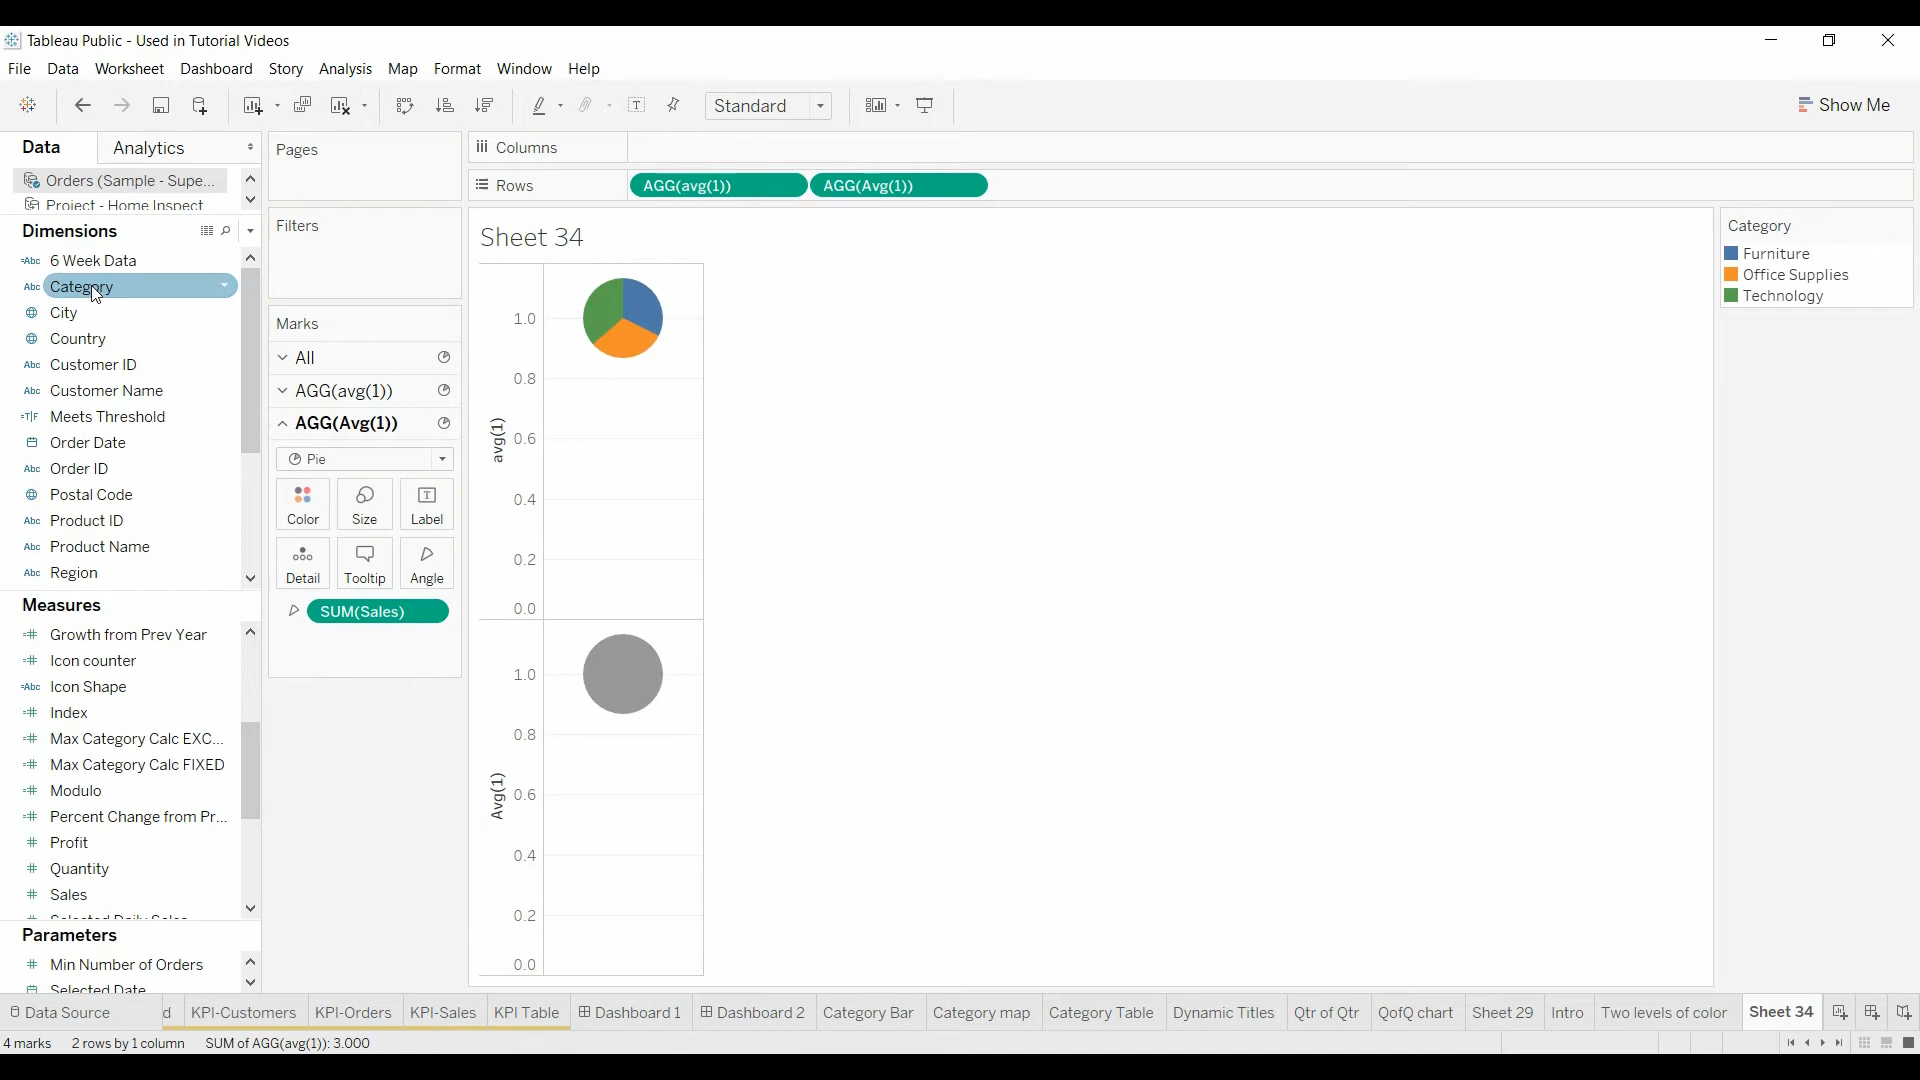 Tableau Public - Used in Tutorial Videos
File Data Worksheet Dashboard Story Analysis Map Format Window Help
Standard
Show Me
Data
Analytics
Orders (Sample - Supe...
Project - Home Inspect
Dimensions
6 Week Data
Category
City
Country
Customer ID
Customer Name
Meets Threshold
Order Date
Order ID
Postal Code
Product ID
Product Name
Region
Measures
Growth from Prev Year
Icon counter
Icon Shape
Index
Max Category Calc EXC...
Max Category Calc FIXED
Modulo
Percent Change from Pr...
Profit
Quantity
Sales
Selected Daily Sales
Parameters
Min Number of Orders
Selected Date
Pages
Filters
Marks
All
AGG(avg(1))
AGG(Avg(1))
Pie
Color Size Label
Detail Tooltip Angle
SUM(Sales)
Columns
Rows AGG(avg(1)) AGG(Avg(1))
Sheet 34
1.0
0.8
0.6
0.4
0.2
0.0
avg(1)
1.0
0.8
0.6
0.4
0.2
0.0
Avg(1)
Category
Furniture
Office Supplies
Technology
Data Source d KPI-Customers KPI-Orders KPI-Sales KPI Table Dashboard 1 Dashboard 2 Category Bar Category map Category Table Dynamic Titles Qtr of Qtr QofQ chart Sheet 29 Intro Two levels of color Sheet 34
4 marks 2 rows by 1 column SUM of AGG(avg(1)): 3.000